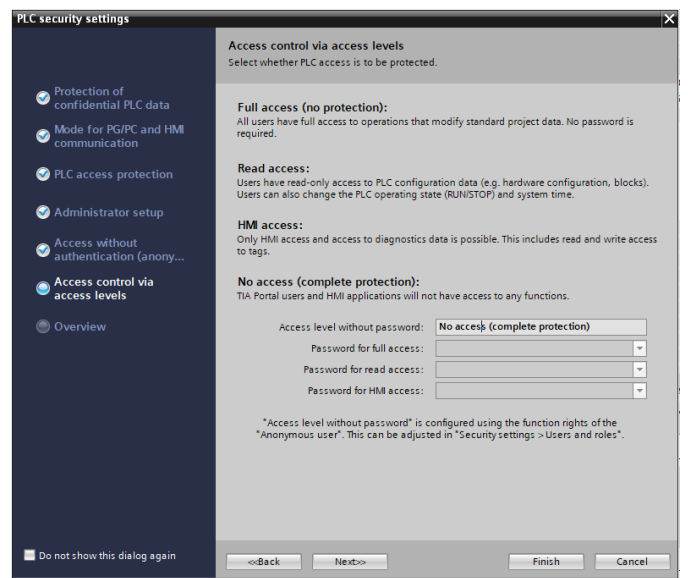 PLC security settings
Protection of
confidential PLC data
Mode for PG/PC and HMI
communication
PLC access protection
Administrator setup
Access without
authentication (anony...
Access control via
access levels
Overview
Do not show this dialog again
Access control via access levels
Select whether PLC access is to be protected.
Full access (no protection):
All users have full access to operations that modify standard project data. No password is
required.
Read access:
Users have read-only access to PLC configuration data (e.g. hardware configuration, blocks).
Users can also change the PLC operating state (RUN/STOP) and system time.
HMI access:
Only HMI access and access to diagnostics data is possible. This includes read and write access
to tags.
No access (complete protection):
TIA Portal users and HMI applications will not have access to any functions.
Access level without password: No access (complete protection)
Password for full access:
Password for read access:
Password for HMI access:
"Access level without password" is configured using the function rights of the
"Anonymous user". This can be adjusted in "Security settings > Users and roles".
<<Back Next>> Finish Cancel